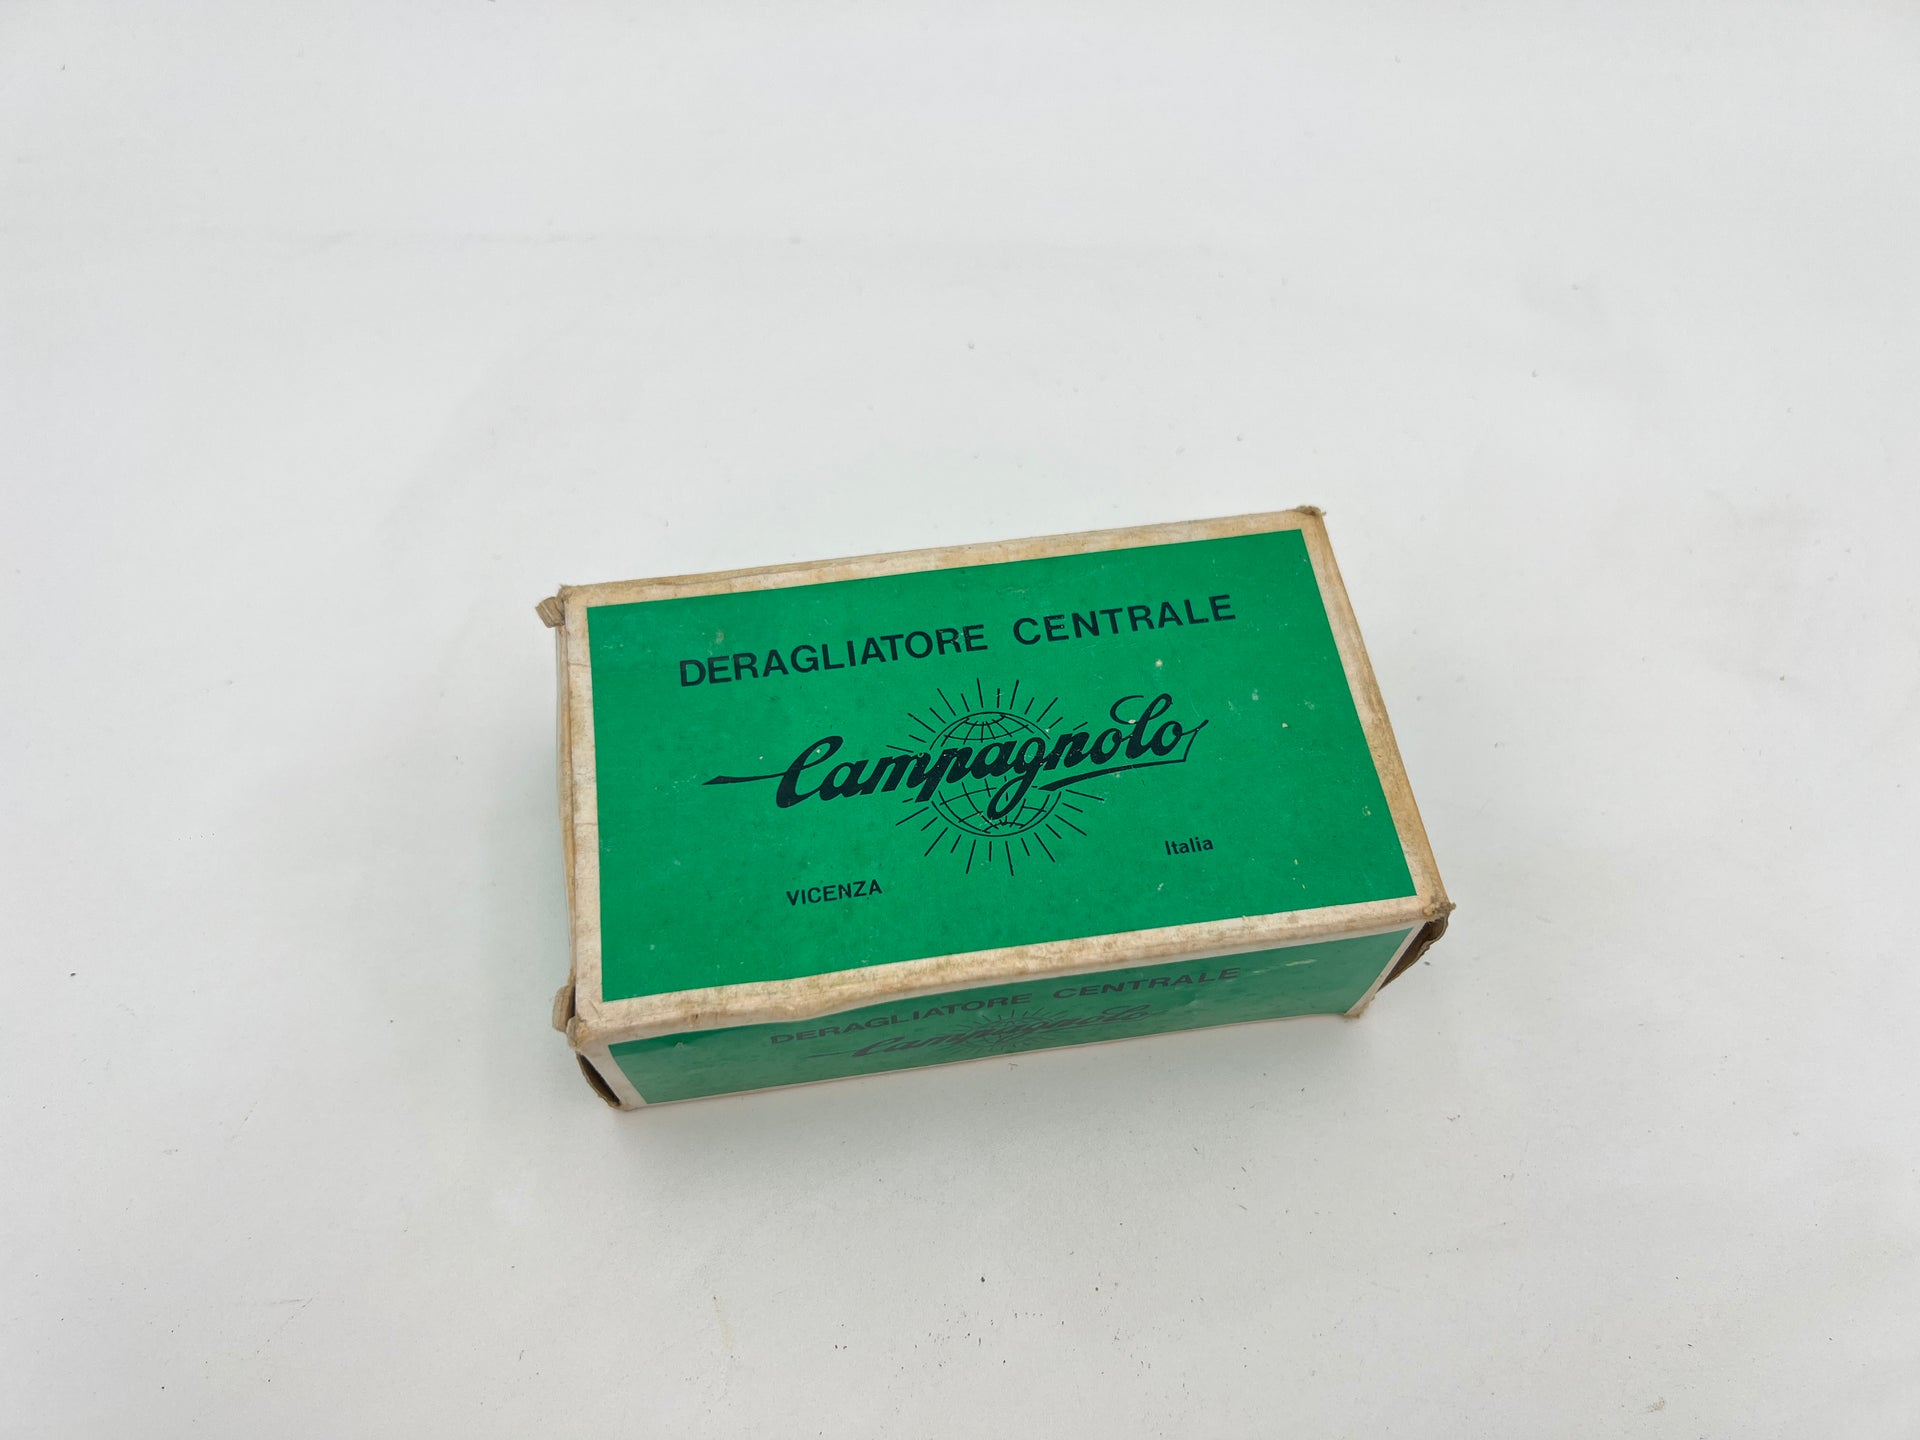 DERAGLIATORE CENTRALE
Campagnolo
VICENZA
Italia
DERAGLIATORE CENTRALE
Campagnolo